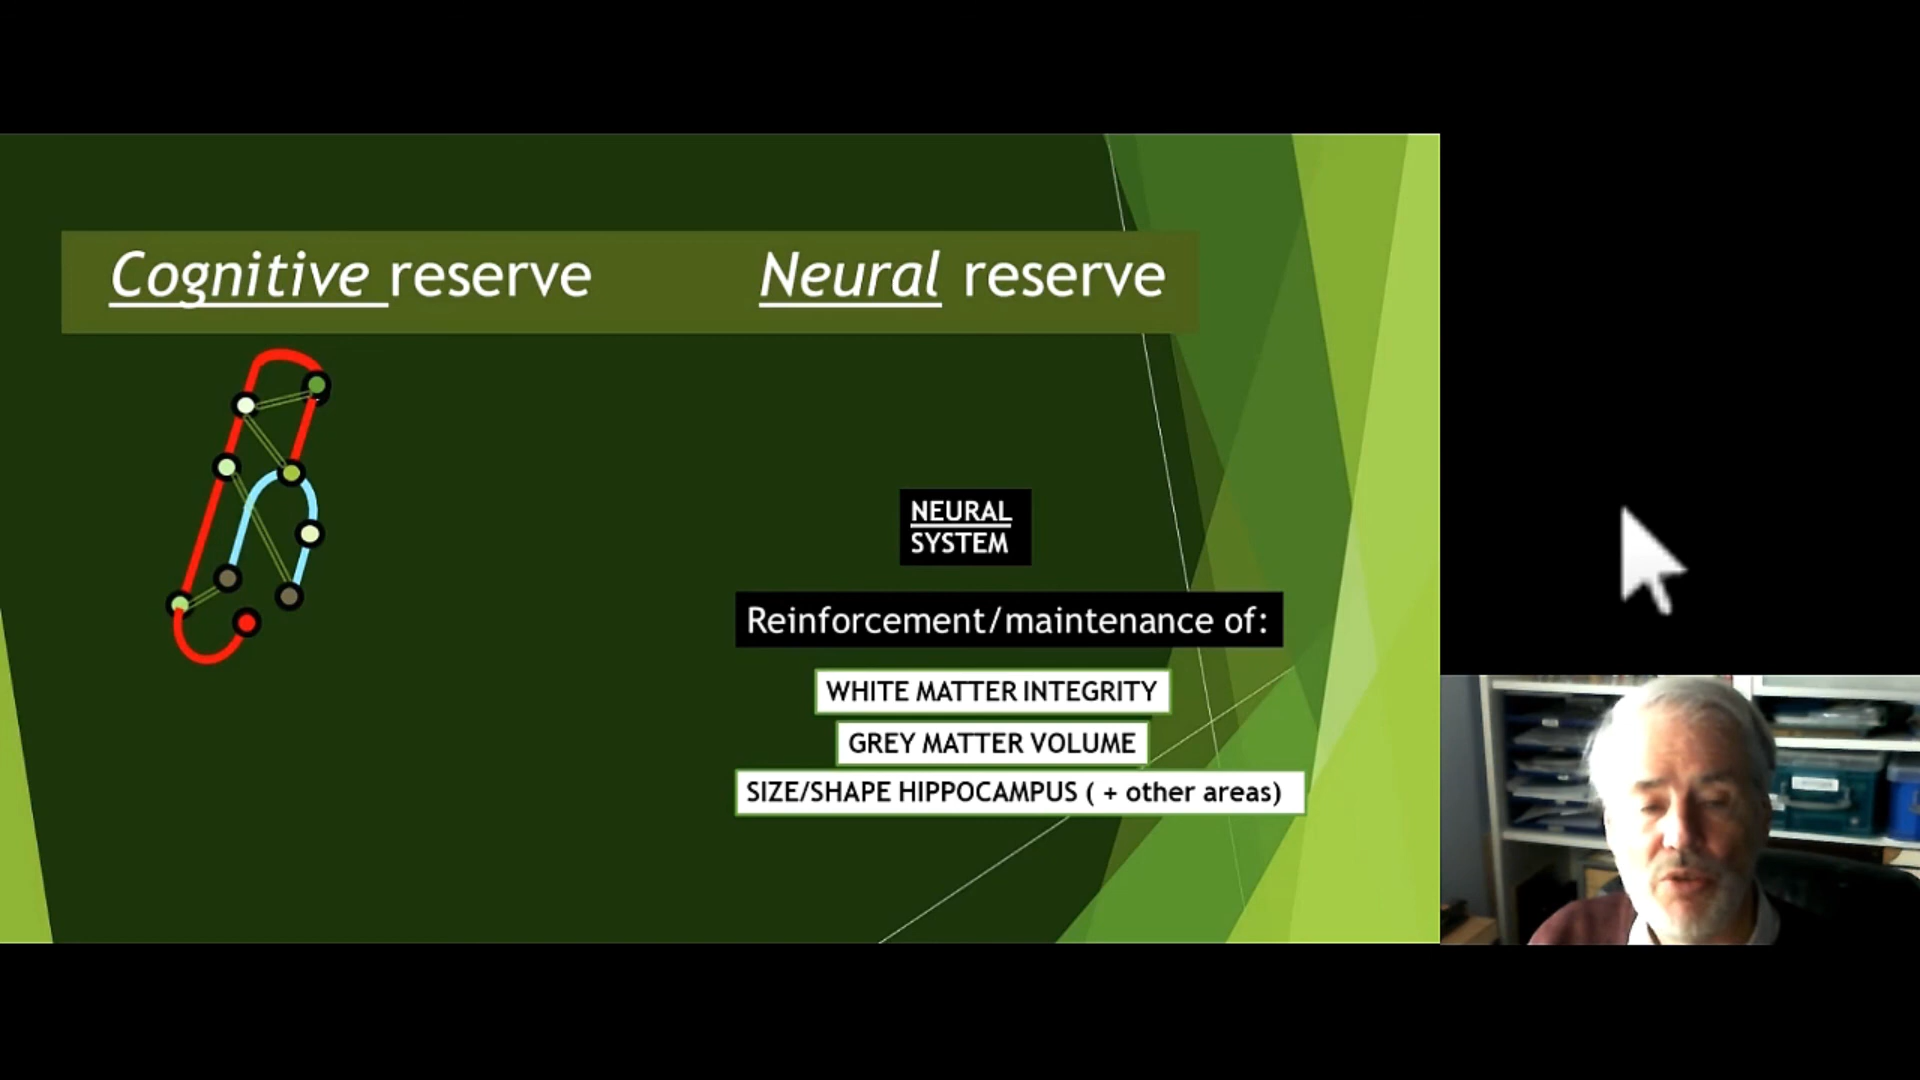 Cognitive reserve
Neural reserve
NEURAL
SYSTEM
Reinforcement/maintenance of:
WHITE MATTER INTEGRITY
GREY MATTER VOLUME
SIZE/SHAPE HIPPOCAMPUS ( + other areas)